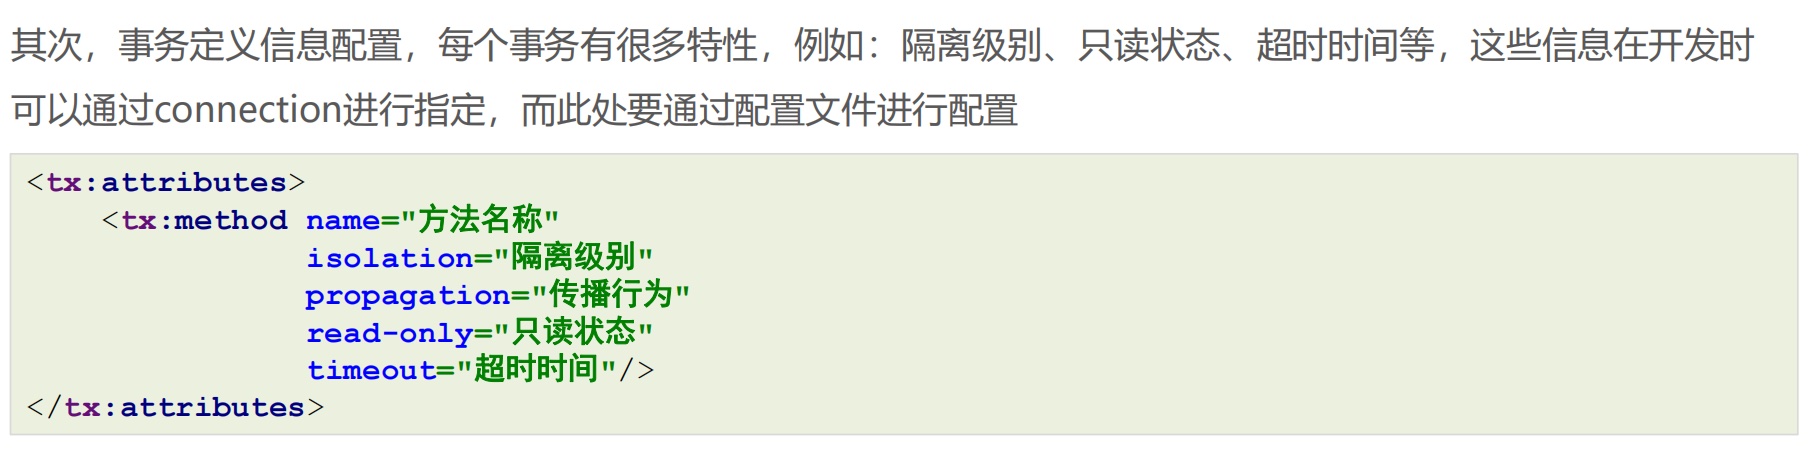 其次，事务定义信息配置，每个事务有很多特性，例如：隔离级别、只读状态、超时时间等，这些信息在开发时
可以通过connection进行指定，而此处要通过配置文件进行配置
<tx:attributes>
    <tx:method name="方法名称"
               isolation="隔离级别"
               propagation="传播行为"
               read-only="只读状态"
               timeout="超时时间"/>
</tx:attributes>